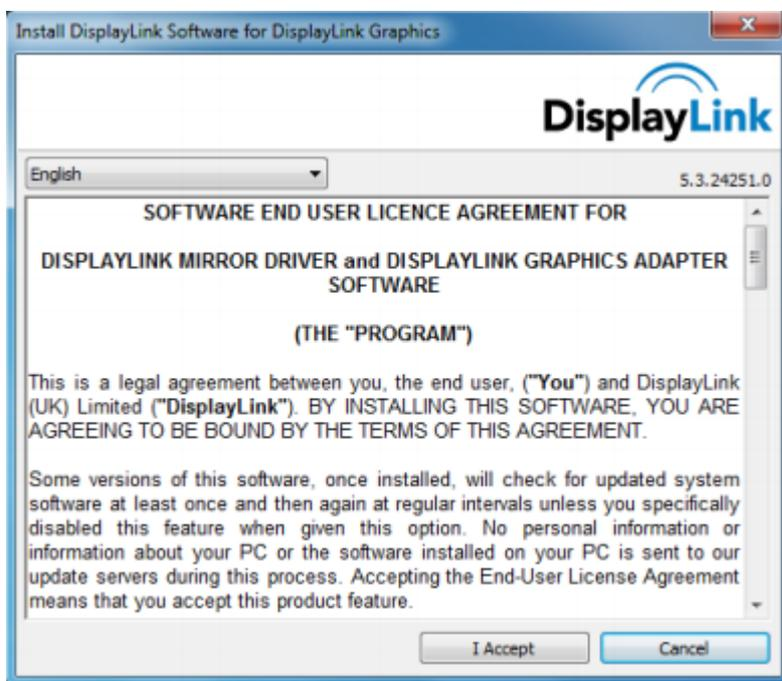 Install DisplayLink Software for DisplayLink Graphics
DisplayLink
English
5.3.24251.0
SOFTWARE END USER LICENCE AGREEMENT FOR
DISPLAYLINK MIRROR DRIVER and DISPLAYLINK GRAPHICS ADAPTER
SOFTWARE
(THE "PROGRAM")
This is a legal agreement between you, the end user, ("You") and DisplayLink
(UK) Limited ("DisplayLink"). BY INSTALLING THIS SOFTWARE, YOU ARE
AGREEING TO BE BOUND BY THE TERMS OF THIS AGREEMENT.
Some versions of this software, once installed, will check for updated system
software at least once and then again at regular intervals unless you specifically
disabled this feature when given this option. No personal information or
information about your PC or the software installed on your PC is sent to our
update servers during this process. Accepting the End-User License Agreement
means that you accept this product feature.
I Accept
Cancel